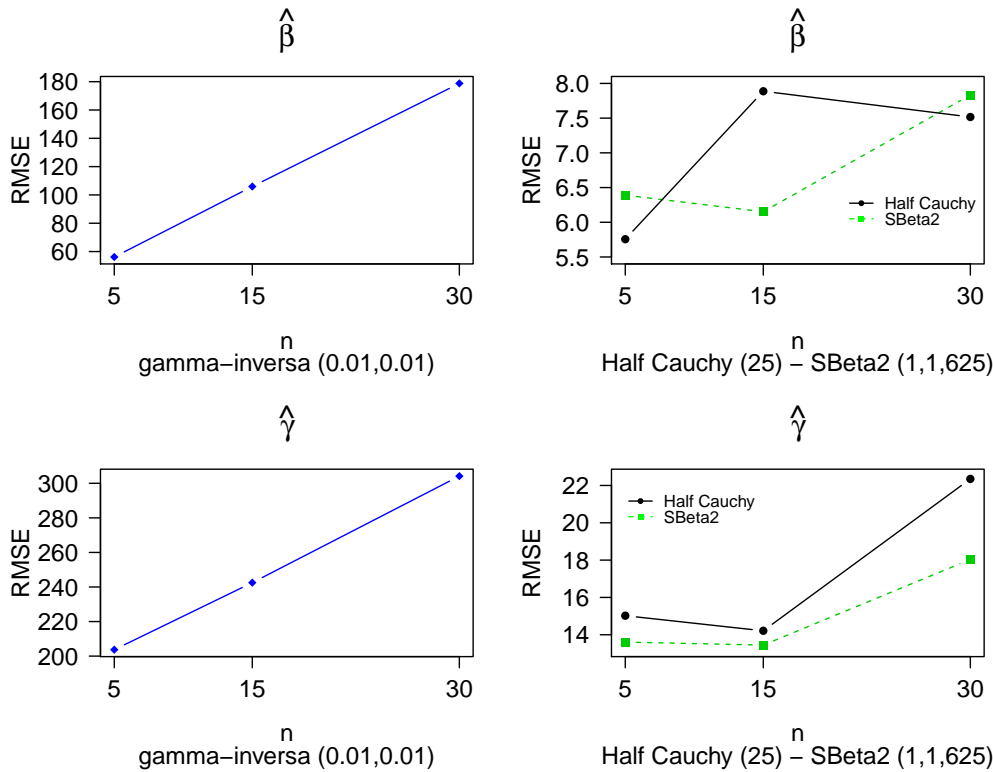 β̂
RMSE
180
160
140
120
100
80
60
5 15 30
n
gamma−inversa (0.01,0.01)
β̂
RMSE
8.0
7.5
7.0
6.5
6.0
5.5
Half Cauchy
SBeta2
5 15 30
n
Half Cauchy (25) − SBeta2 (1,1,625)
γ̂
RMSE
300
280
260
240
220
200
5 15 30
n
gamma−inversa (0.01,0.01)
γ̂
RMSE
22
20
18
16
14
Half Cauchy
SBeta2
5 15 30
n
Half Cauchy (25) − SBeta2 (1,1,625)